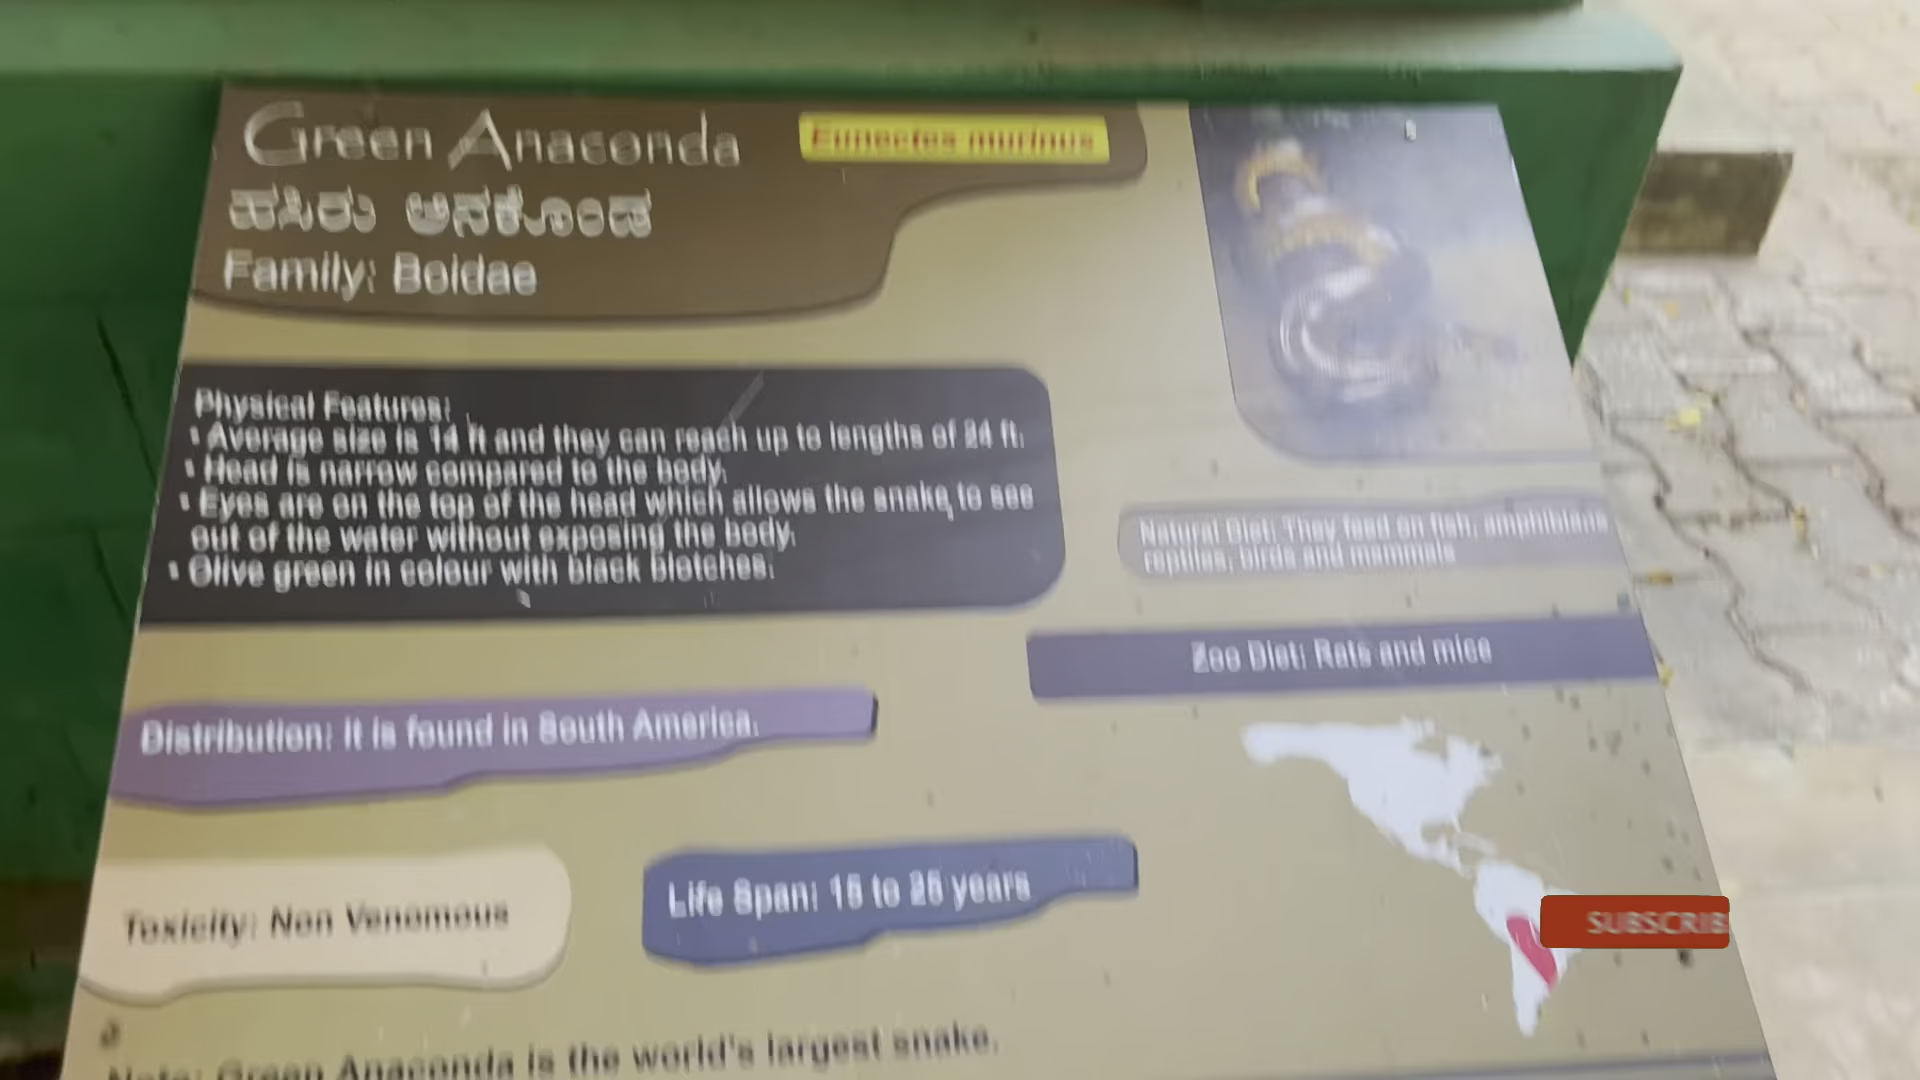 Green Anaconda
Eunectes murinus
ಹಸಿರು ಅನಕೊಂಡ
Family: Boidae
Physical Features:
• Average size is 14 ft and they can reach up to lengths of 24 ft.
• Head is narrow compared to the body.
• Eyes are on the top of the head which allows the snake to see
out of the water without exposing the body.
• Olive green in colour with black blotches.
Natural Diet: They feed on fish, amphibians
reptiles, birds and mammals
Zoo Diet: Rats and mice
Distribution: It is found in South America.
Toxicity: Non Venomous
Life Span: 15 to 25 years
SUBSCRIB
Note: Green Anaconda is the world's largest snake.